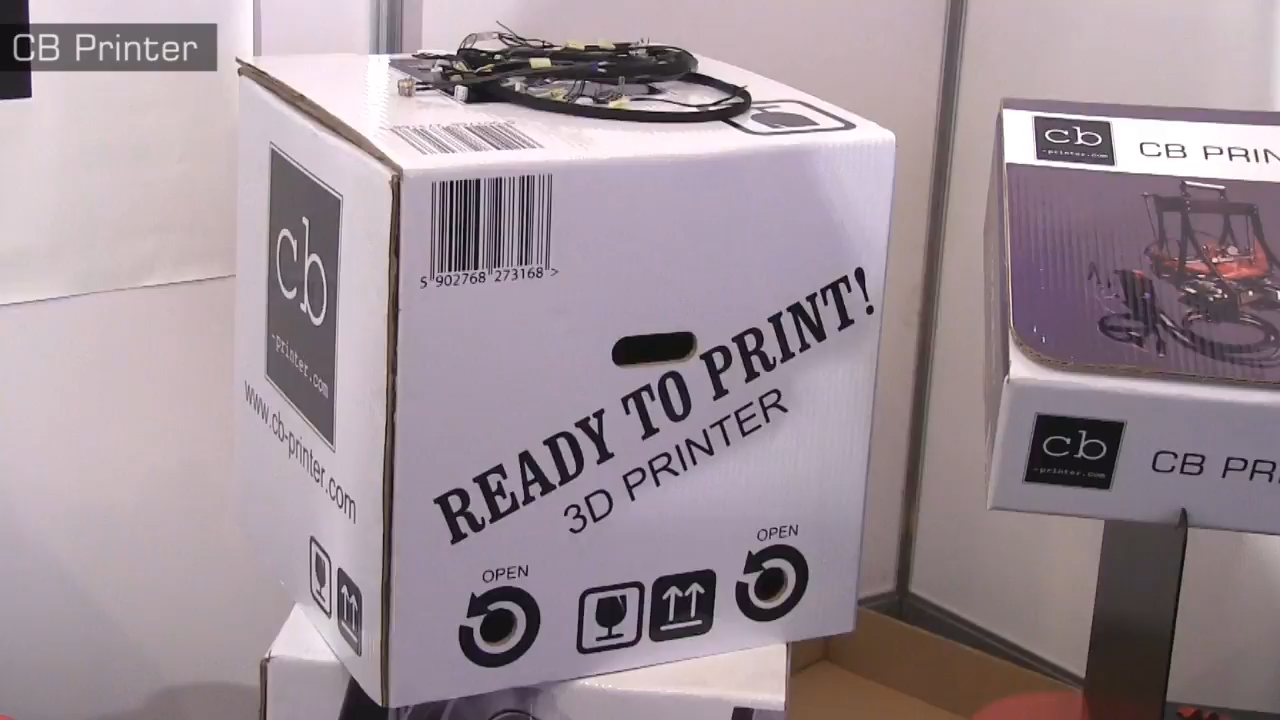 CB Printer
5 902768 273168 >
cb
-printer.com
www.cb-printer.com
READY TO PRINT!
3D PRINTER
OPEN
OPEN
cb
-printer.com
CB PRIN
cb
-printer.com
CB PR